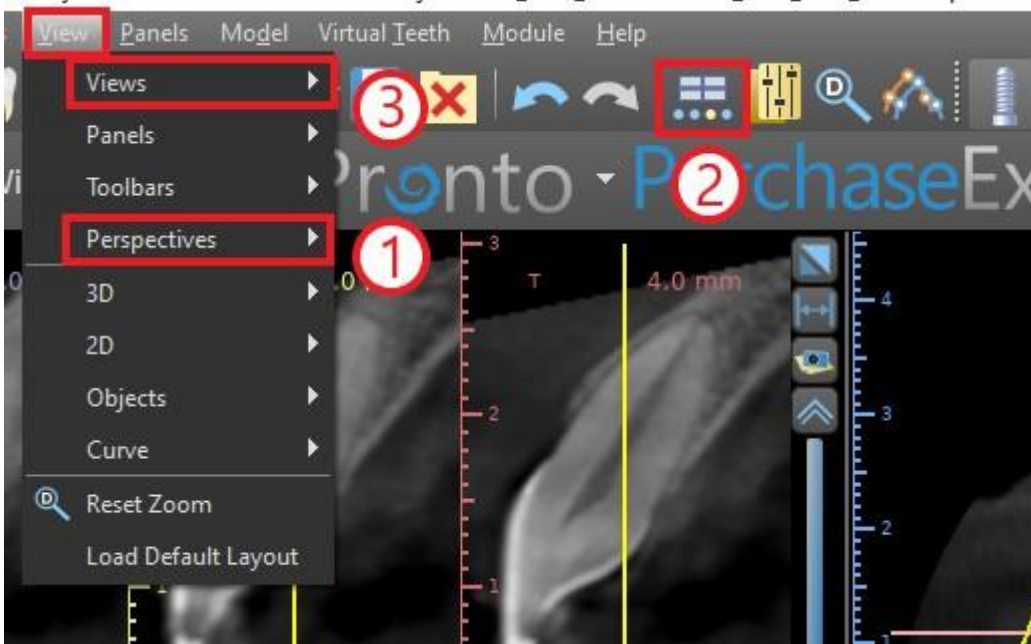 View Panels Model Virtual Teeth Module Help
Views
3
Panels
Toolbars
Pronto PurchaseEx
2
Perspectives
1
3
T 4.0 mm
4
3D
2D
Objects
2
3
Curve
Reset Zoom
2
Load Default Layout
1
1